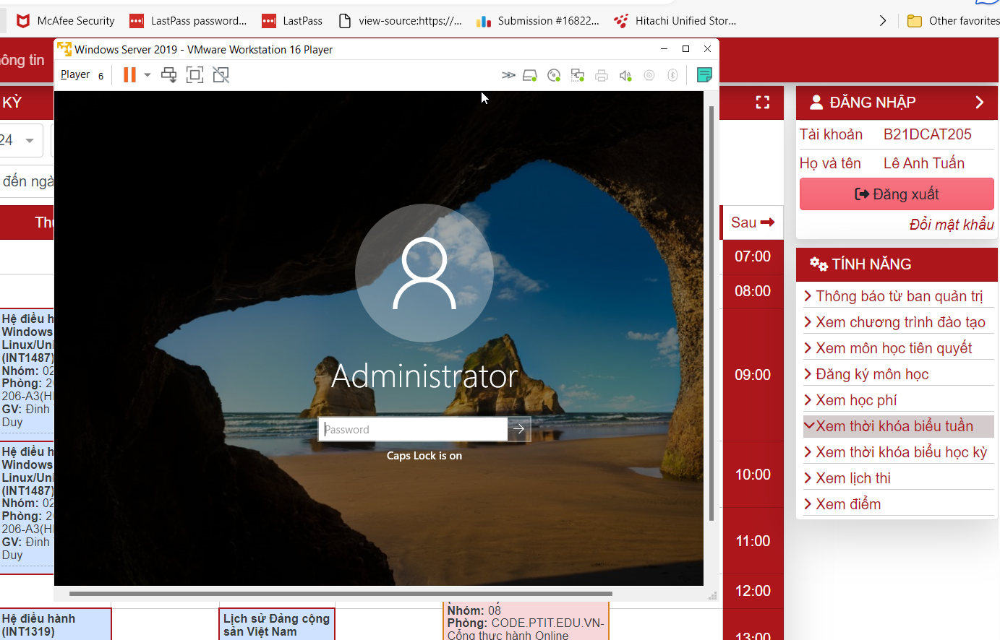 McAfee Security
LastPass password...
LastPass
view-source:https://...
Submission #16822...
Hitachi Unified Stor...
Other favorites
ông tin
Windows Server 2019 - VMware Workstation 16 Player
Player 6
KỲ
24
đến ngà
Thu
Hệ điều h
Windows
Linux/Uni
(INT1487)
Nhóm: 02
Phòng: 20
206-A3(HI
GV: Đinh
Duy
Hệ điều h
Windows
Linux/Uni
(INT1487)
Nhóm: 02
Phòng: 20
206-A3(HI
GV: Đinh
Duy
Hệ điều hành
(INT1319)
Administrator
Password
Caps Lock is on
Lịch sử Đảng cộng
sản Việt Nam
Nhóm: 08
Phòng: CODE.PTIT.EDU.VN-
Cổng thực hành Online
Sau
07:00
08:00
09:00
10:00
11:00
12:00
13:00
ĐĂNG NHẬP
Tài khoản B21DCAT205
Họ và tên Lê Anh Tuấn
Đăng xuất
Đổi mật khẩu
TÍNH NĂNG
Thông báo từ ban quản trị
Xem chương trình đào tạo
Xem môn học tiên quyết
Đăng ký môn học
Xem học phí
Xem thời khóa biểu tuần
Xem thời khóa biểu học kỳ
Xem lịch thi
Xem điểm